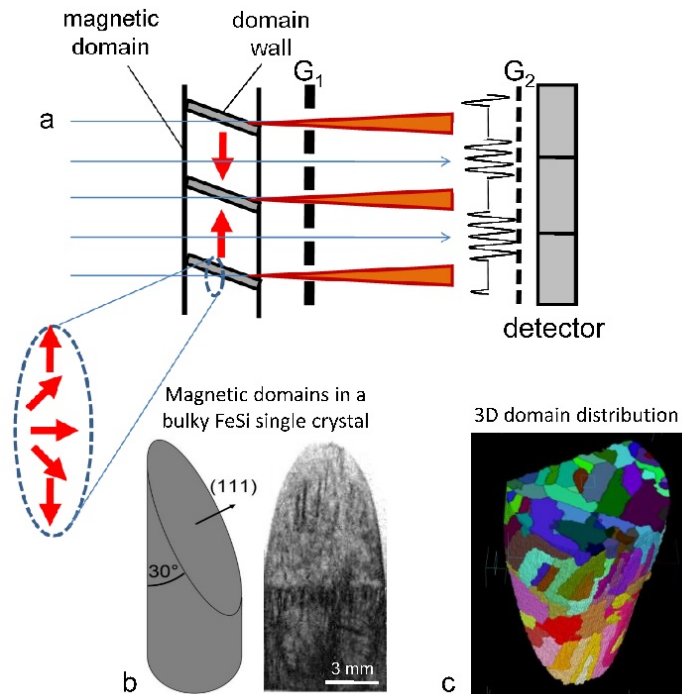 magnetic
domain
domain
wall
G1
G2
a
detector
Magnetic domains in a
bulky FeSi single crystal
3D domain distribution
(111)
30°
3 mm
b
c